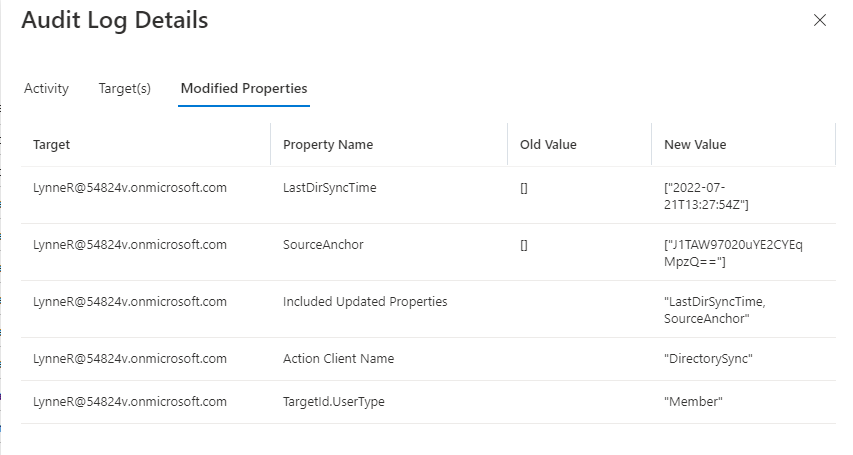 Audit Log Details
Activity Target(s) Modified Properties
Target Property Name Old Value New Value
LynneR@54824v.onmicrosoft.com LastDirSyncTime [] ["2022-07-
21T13:27:54Z"]
LynneR@54824v.onmicrosoft.com SourceAnchor [] ["J1TAW97020uYE2CYEq
MpzQ=="]
LynneR@54824v.onmicrosoft.com Included Updated Properties "LastDirSyncTime,
SourceAnchor"
LynneR@54824v.onmicrosoft.com Action Client Name "DirectorySync"
LynneR@54824v.onmicrosoft.com TargetId.UserType "Member"